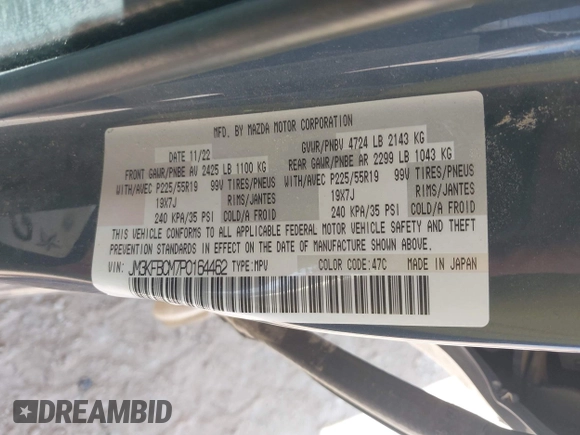 MFD. BY MAZDA MOTOR CORPORATION
DATE 11/22 GVWR/PNBV 4724 LB 2143 KG
FRONT GAWR/PNBE AV 2425 LB 1100 KG REAR GAWR/PNBE AR 2299 LB 1043 KG
WITH/AVEC P225/55R19 99V TIRES/PNEUS WITH/AVEC P225/55R19 99V TIRES/PNEUS
19X7J RIMS/JANTES 19X7J RIMS/JANTES
240 KPA/35 PSI COLD/A FROID 240 KPA/35 PSI COLD/A FROID
THIS VEHICLE CONFORMS TO ALL APPLICABLE FEDERAL MOTOR VEHICLE SAFETY AND THEFT
PREVENTION STANDARDS IN EFFECT ON THE DATE OF MANUFACTURE SHOWN ABOVE.
VIN: JM3KFBCM7P0164462 TYPE:MPV COLOR CODE:47C MADE IN JAPAN
DREAMBID